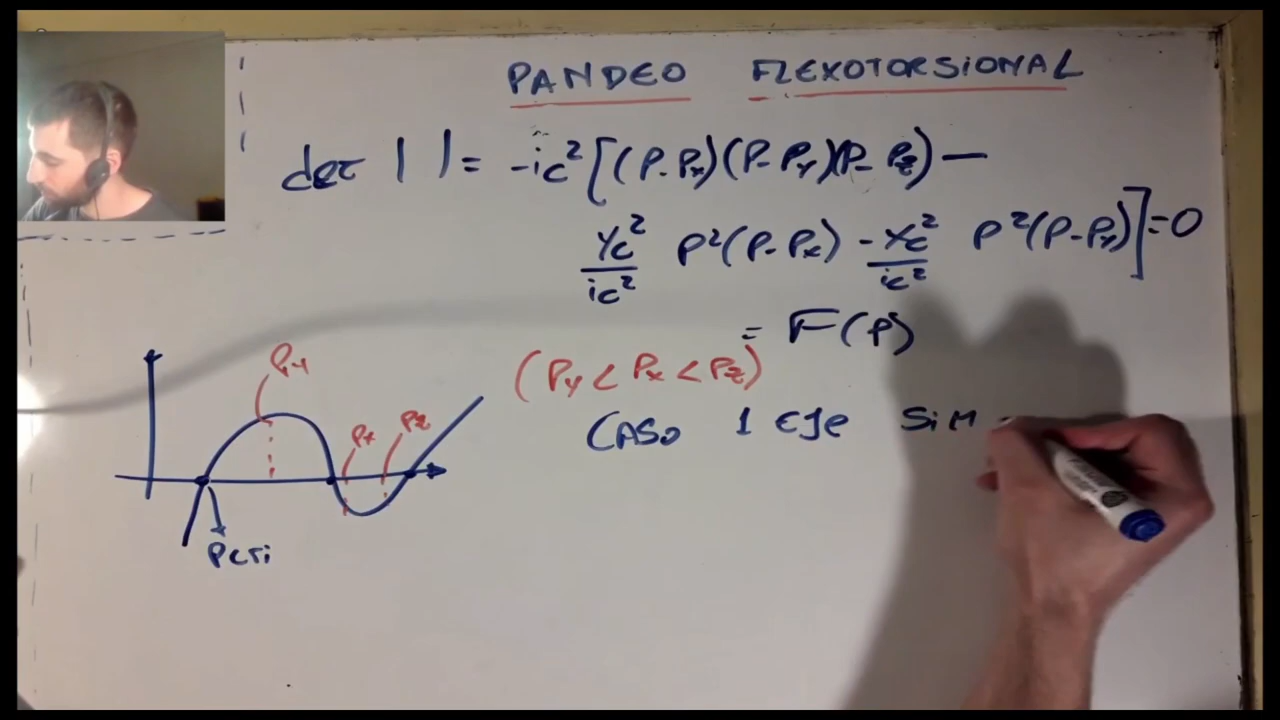 PANDEO FLEXOTORSIONAL
det | | = -ic² [(P-Px)(P-Py)(P-Pz) —
yc²/ic² P²(P-Px) - xc²/ic² P²(P-Py)] = 0
= F(P)
(Py < Px < Pz)
CASO 1 EJE SIM
Py
Px
Pz
Pcri